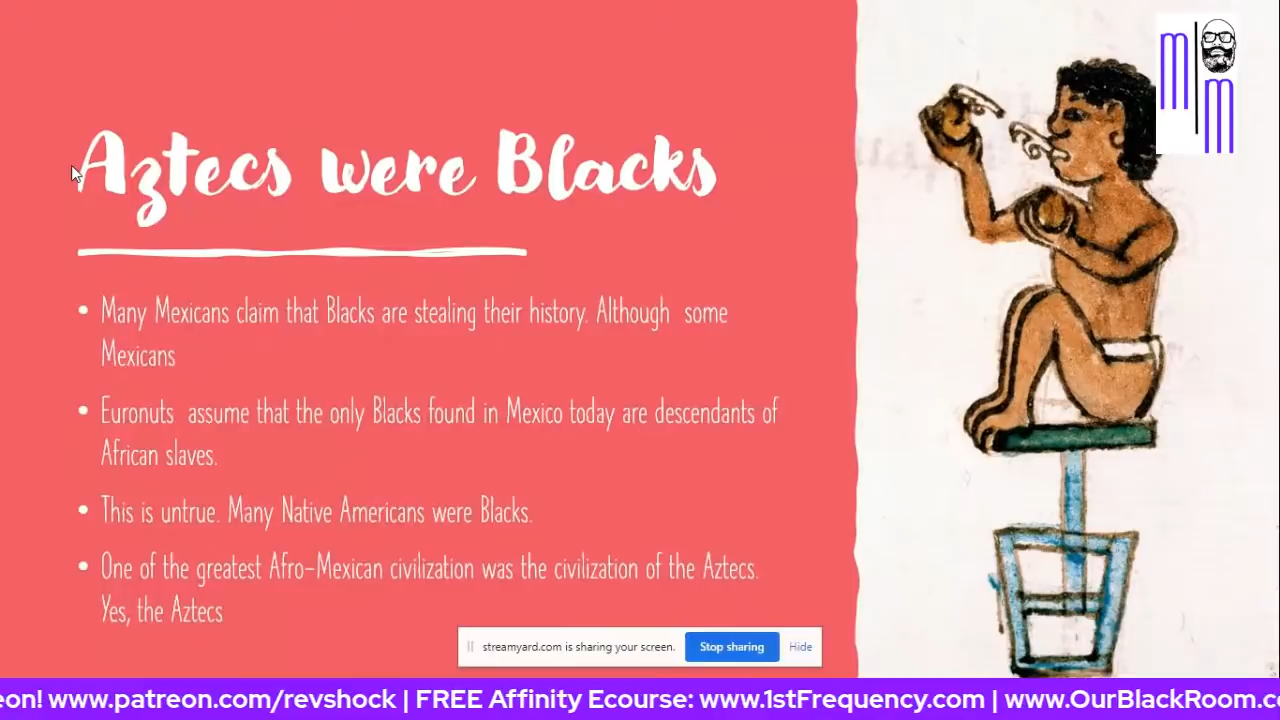 Aztecs were Blacks
• Many Mexicans claim that Blacks are stealing their history. Although some
Mexicans
• Euronuts assume that the only Blacks found in Mexico today are descendants of
African slaves.
• This is untrue. Many Native Americans were Blacks.
• One of the greatest Afro-Mexican civilization was the civilization of the Aztecs.
Yes, the Aztecs
m
m
streamyard.com is sharing your screen. Stop sharing Hide
eon! www.patreon.com/revshock | FREE Affinity Ecourse: www.1stFrequency.com | www.OurBlackRoom.c